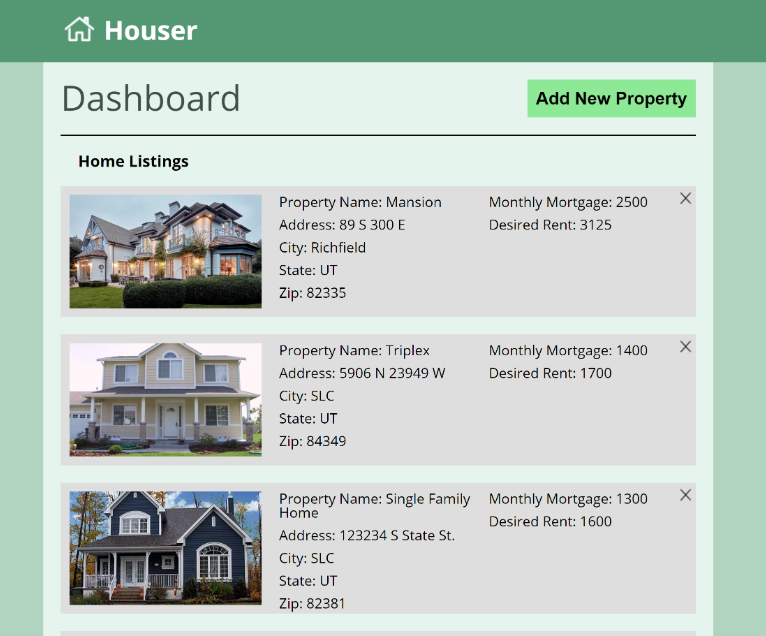 Houser
Dashboard
Add New Property
Home Listings
Property Name: Mansion
Address: 89 S 300 E
City: Richfield
State: UT
Zip: 82335
Monthly Mortgage: 2500
Desired Rent: 3125
Property Name: Triplex
Address: 5906 N 23949 W
City: SLC
State: UT
Zip: 84349
Monthly Mortgage: 1400
Desired Rent: 1700
Property Name: Single Family
Home
Address: 123234 S State St.
City: SLC
State: UT
Zip: 82381
Monthly Mortgage: 1300
Desired Rent: 1600